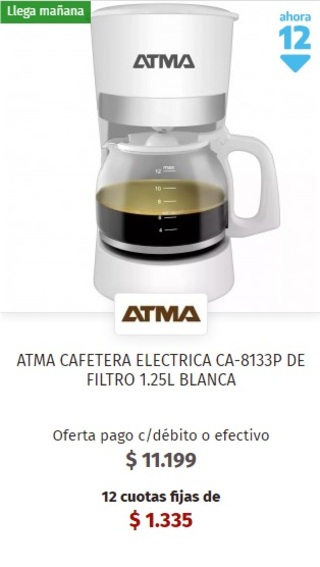 Llega mañana
ahora
12
ATMA
12 max
10
8
6
4
ATMA
ATMA CAFETERA ELECTRICA CA-8133P DE
FILTRO 1.25L BLANCA
Oferta pago c/débito o efectivo
$ 11.199
12 cuotas fijas de
$ 1.335